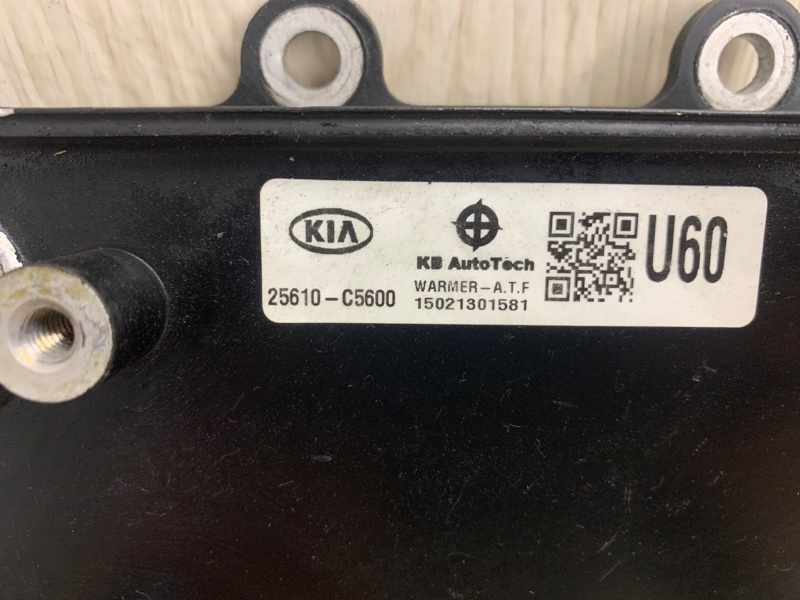 KIA
25610-C5600
KB AutoTech
WARMER-A.T.F
15021301581
U60